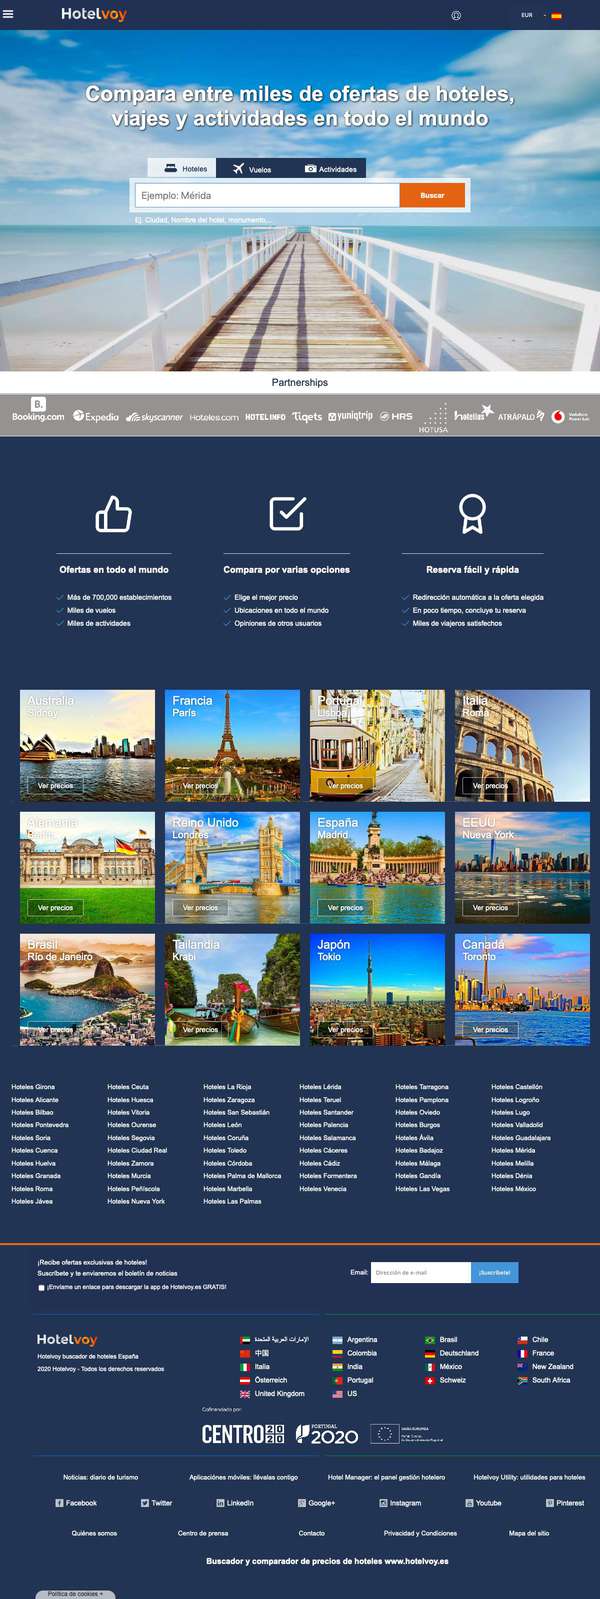 Hotelvoy
EUR
Compara entre miles de ofertas de hoteles,
viajes y actividades en todo el mundo
Hoteles Vuelos Actividades
Ejemplo: Mérida
Buscar
Ej. Ciudad, Nombre del hotel, monumento,...
Partnerships
B.
Booking.com Expedia skyscanner Hoteles.com HOTEL INFO Tiqets yuniqtrip HRS HOTUSA hotelius ATRÁPALO
Ofertas en todo el mundo
Más de 700,000 establecimientos
Miles de vuelos
Miles de actividades
Compara por varias opciones
Elige el mejor precio
Ubicaciones en todo el mundo
Opiniones de otros usuarios
Reserva fácil y rápida
Redirección automática a la oferta elegida
En poco tiempo, concluye tu reserva
Miles de viajeros satisfechos
Australia
Sidney
Ver precios
Francia
París
Ver precios
Portugal
Lisboa
Ver precios
Italia
Roma
Ver precios
Alemania
Berlín
Ver precios
Reino Unido
Londres
Ver precios
España
Madrid
Ver precios
EEUU
Nueva York
Ver precios
Brasil
Río de Janeiro
Ver precios
Tailandia
Krabi
Ver precios
Japón
Tokio
Ver precios
Canadá
Toronto
Ver precios
Hoteles Girona Hoteles Ceuta Hoteles La Rioja Hoteles Lérida Hoteles Tarragona Hoteles Castellón
Hoteles Alicante Hoteles Huesca Hoteles Zaragoza Hoteles Teruel Hoteles Pamplona Hoteles Logroño
Hoteles Bilbao Hoteles Vitoria Hoteles San Sebastián Hoteles Santander Hoteles Oviedo Hoteles Lugo
Hoteles Pontevedra Hoteles Ourense Hoteles León Hoteles Palencia Hoteles Burgos Hoteles Valladolid
Hoteles Soria Hoteles Segovia Hoteles Coruña Hoteles Salamanca Hoteles Ávila Hoteles Guadalajara
Hoteles Cuenca Hoteles Ciudad Real Hoteles Toledo Hoteles Cáceres Hoteles Badajoz Hoteles Mérida
Hoteles Huelva Hoteles Zamora Hoteles Córdoba Hoteles Cádiz Hoteles Málaga Hoteles Melilla
Hoteles Granada Hoteles Murcia Hoteles Palma de Mallorca Hoteles Formentera Hoteles Gandía Hoteles Dénia
Hoteles Roma Hoteles Peñíscola Hoteles Marbella Hoteles Venecia Hoteles Las Vegas Hoteles México
Hoteles Jávea Hoteles Nueva York Hoteles Las Palmas
¡Recibe ofertas exclusivas de hoteles!
Suscríbete y te enviaremos el boletín de noticias
¡Envíame un enlace para descargar la app de Hotelvoy.es GRATIS!
Email: Dirección de e-mail ¡Suscríbete!
Hotelvoy
Hotelvoy buscador de hoteles España
2020 Hotelvoy - Todos los derechos reservados
الإمارات العربية المتحدة Argentina Brasil Chile
中国 Colombia Deutschland France
Italia India México New Zealand
Österreich Portugal Schweiz South Africa
United Kingdom US
Cofinanciado por:
CENTRO 2020 PORTUGAL 2020
Noticias: diario de turismo Aplicaciónes móviles: llévalas contigo Hotel Manager: el panel gestión hotelero Hotelvoy Utility: utilidades para hoteles
Facebook Twitter LinkedIn Google+ Instagram Youtube Pinterest
Quiénes somos Centro de prensa Contacto Privacidad y Condiciones Mapa del sitio
Buscador y comparador de precios de hoteles www.hotelvoy.es
Política de cookies +